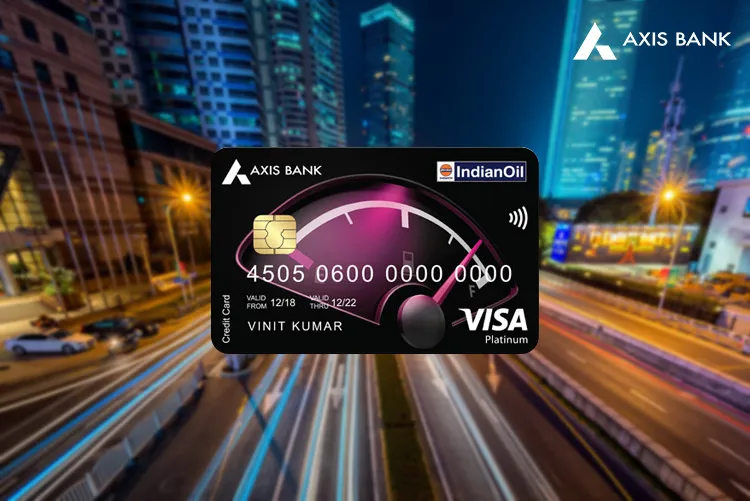 AXIS BANK
AXIS BANK
IndianOil
4505 0600 0000 0000
VALID FROM 12/18 VALID THRU 12/22
VINIT KUMAR
Credit Card
VISA
Platinum
F